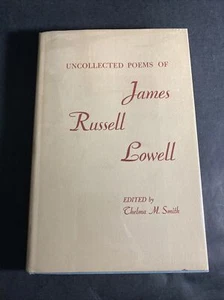 UNCOLLECTED POEMS OF
James
Russell
Lowell
EDITED by
Thelma M. Smith